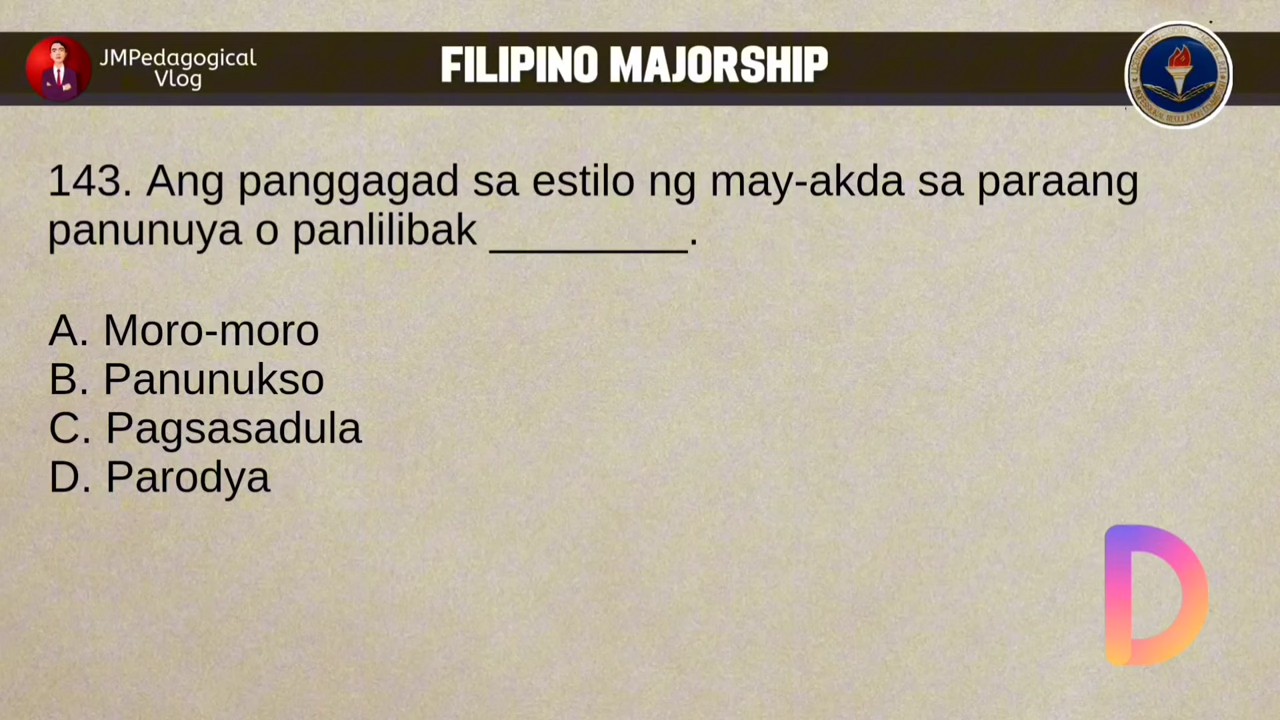 JMPedagogical
Vlog
FILIPINO MAJORSHIP
143. Ang panggagad sa estilo ng may-akda sa paraang
panunuya o panlilibak ________.
A. Moro-moro
B. Panunukso
C. Pagsasadula
D. Parodya
D